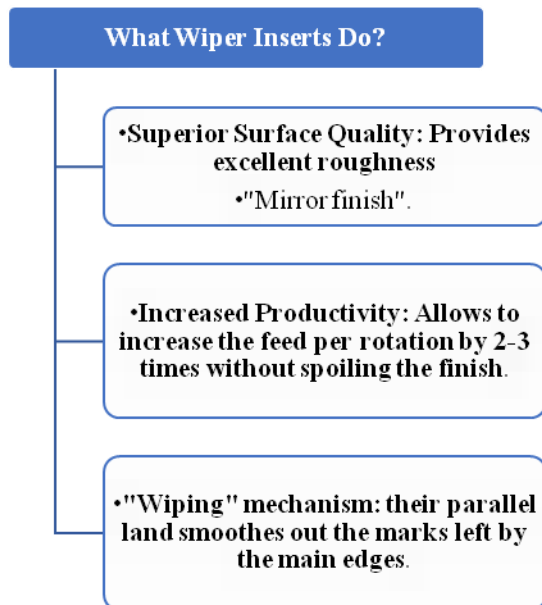 What Wiper Inserts Do?
•Superior Surface Quality: Provides
excellent roughness
•"Mirror finish".
•Increased Productivity: Allows to
increase the feed per rotation by 2-3
times without spoiling the finish.
•"Wiping" mechanism: their parallel
land smoothes out the marks left by
the main edges.